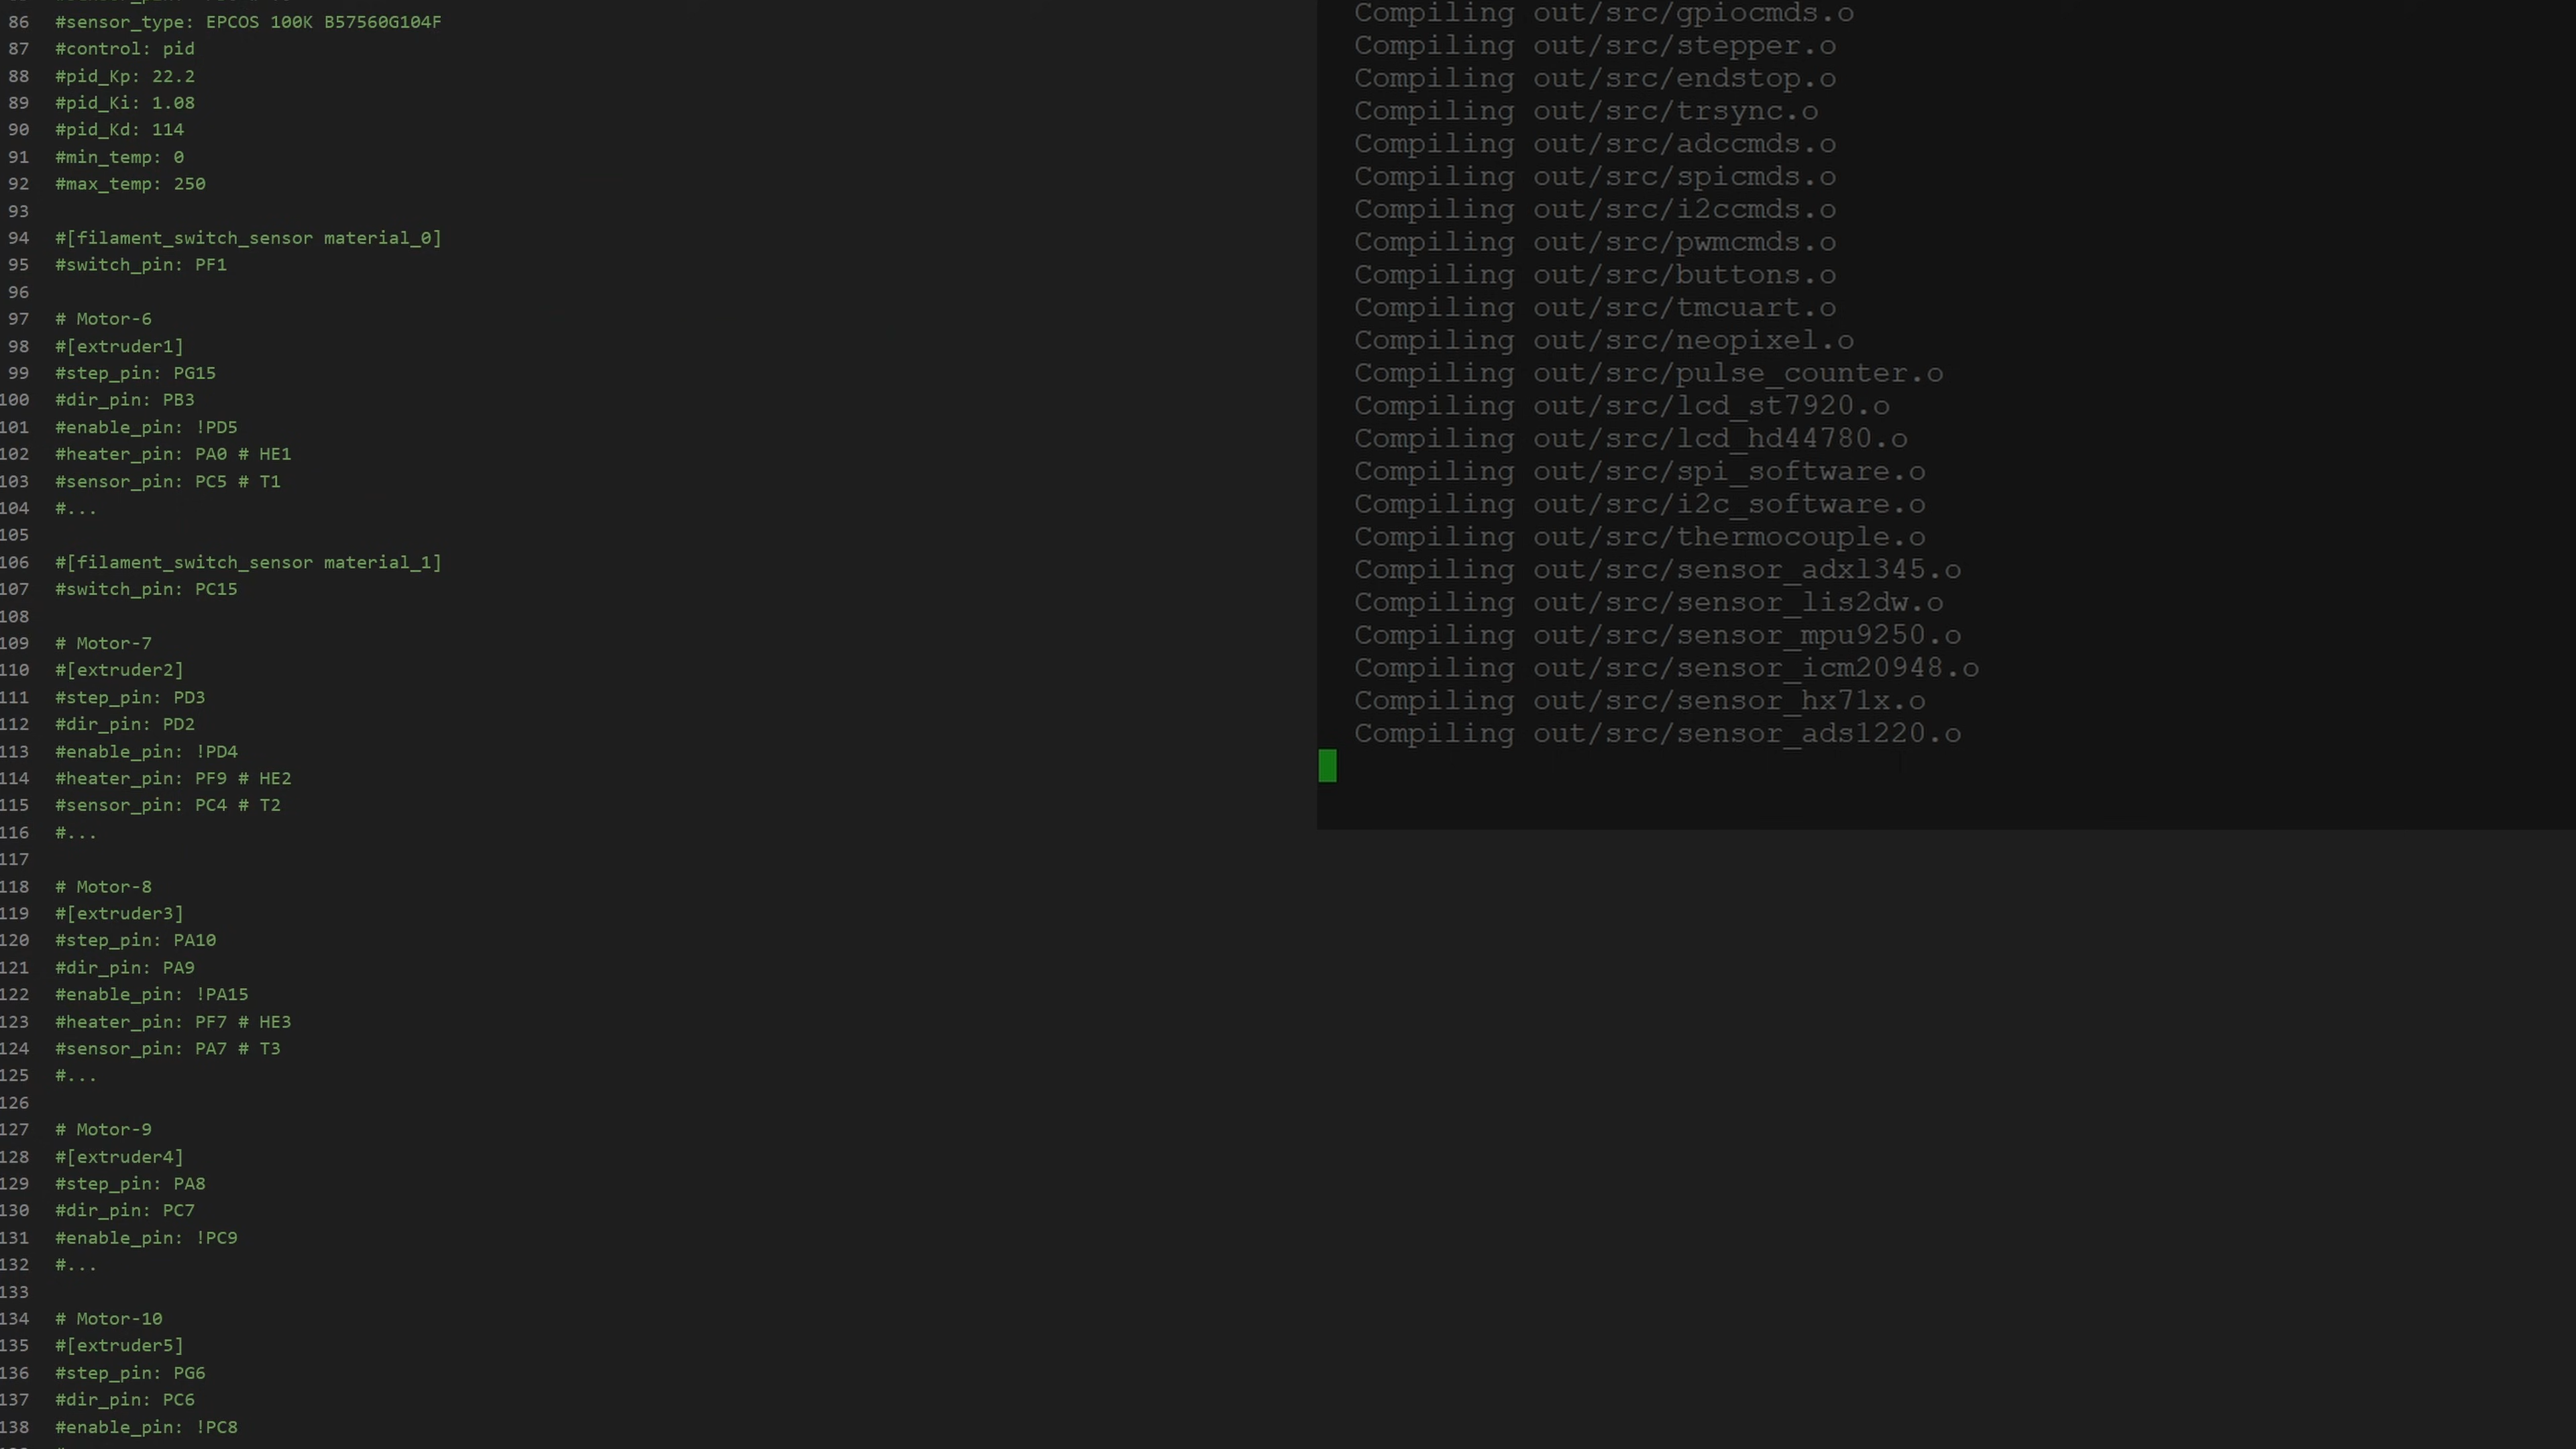 86 #sensor_type: EPCOS 100K B57560G104F
87 #control: pid
88 #pid_Kp: 22.2
89 #pid_Ki: 1.08
90 #pid_Kd: 114
91 #min_temp: 0
92 #max_temp: 250
93
94 #[filament_switch_sensor material_0]
95 #switch_pin: PF1
96
97 # Motor-6
98 #[extruder1]
99 #step_pin: PG15
100 #dir_pin: PB3
101 #enable_pin: !PD5
102 #heater_pin: PA0 # HE1
103 #sensor_pin: PC5 # T1
104 #...
105
106 #[filament_switch_sensor material_1]
107 #switch_pin: PC15
108
109 # Motor-7
110 #[extruder2]
111 #step_pin: PD3
112 #dir_pin: PD2
113 #enable_pin: !PD4
114 #heater_pin: PF9 # HE2
115 #sensor_pin: PC4 # T2
116 #...
117
118 # Motor-8
119 #[extruder3]
120 #step_pin: PA10
121 #dir_pin: PA9
122 #enable_pin: !PA15
123 #heater_pin: PF7 # HE3
124 #sensor_pin: PA7 # T3
125 #...
126
127 # Motor-9
128 #[extruder4]
129 #step_pin: PA8
130 #dir_pin: PC7
131 #enable_pin: !PC9
132 #...
133
134 # Motor-10
135 #[extruder5]
136 #step_pin: PG6
137 #dir_pin: PC6
138 #enable_pin: !PC8
Compiling out/src/gpiocmds.o
Compiling out/src/stepper.o
Compiling out/src/endstop.o
Compiling out/src/trsync.o
Compiling out/src/adccmds.o
Compiling out/src/spicmds.o
Compiling out/src/i2ccmds.o
Compiling out/src/pwmcmds.o
Compiling out/src/buttons.o
Compiling out/src/tmcuart.o
Compiling out/src/neopixel.o
Compiling out/src/pulse_counter.o
Compiling out/src/lcd_st7920.o
Compiling out/src/lcd_hd44780.o
Compiling out/src/spi_software.o
Compiling out/src/i2c_software.o
Compiling out/src/thermocouple.o
Compiling out/src/sensor_adxl345.o
Compiling out/src/sensor_lis2dw.o
Compiling out/src/sensor_mpu9250.o
Compiling out/src/sensor_icm20948.o
Compiling out/src/sensor_hx71x.o
Compiling out/src/sensor_ads1220.o